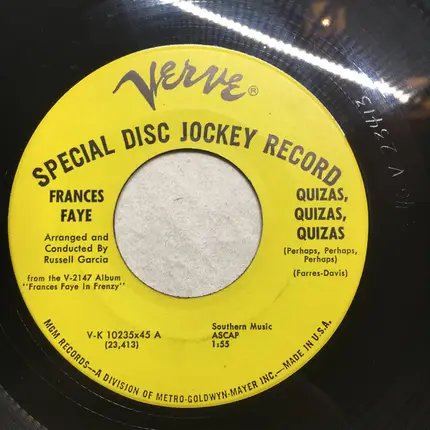 Verve®
SPECIAL DISC JOCKEY RECORD
FRANCES
FAYE
Arranged and
Conducted By
Russell Garcia
from the V-2147 Album
"Frances Faye in Frenzy"
QUIZAS,
QUIZAS,
QUIZAS
(Perhaps, Perhaps,
Perhaps)
(Farres-Davis)
V-K 10235x45 A
(23,413)
Southern Music
ASCAP
1:55
MGM RECORDS—A DIVISION OF METRO-GOLDWYN-MAYER INC.—MADE IN U.S.A.